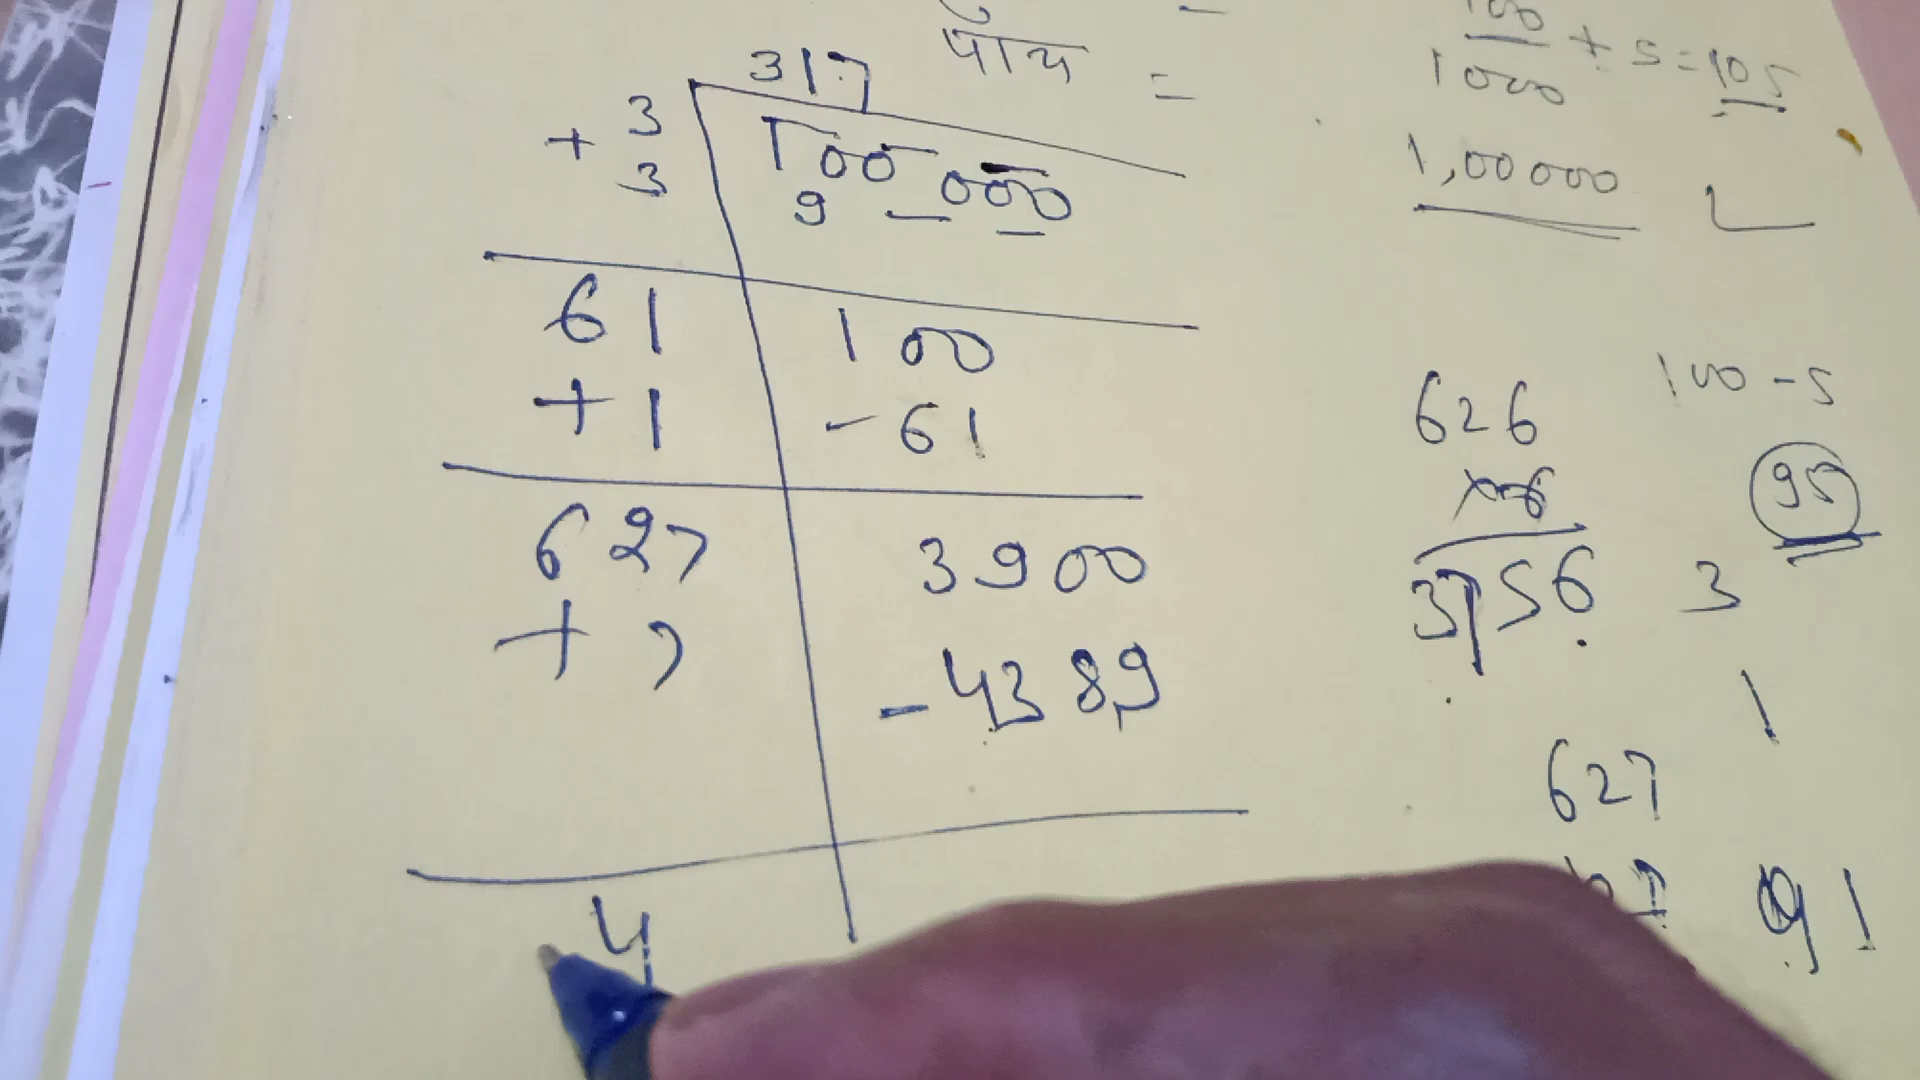 पाय =
317
+ 3 100000
3 9
61 100
+ 1 - 61
627 3900
+ 7 - 4389
4
1000 + 5 = 105
1,00000
100 - 5
95
626
×6
3756
3
1
627
91